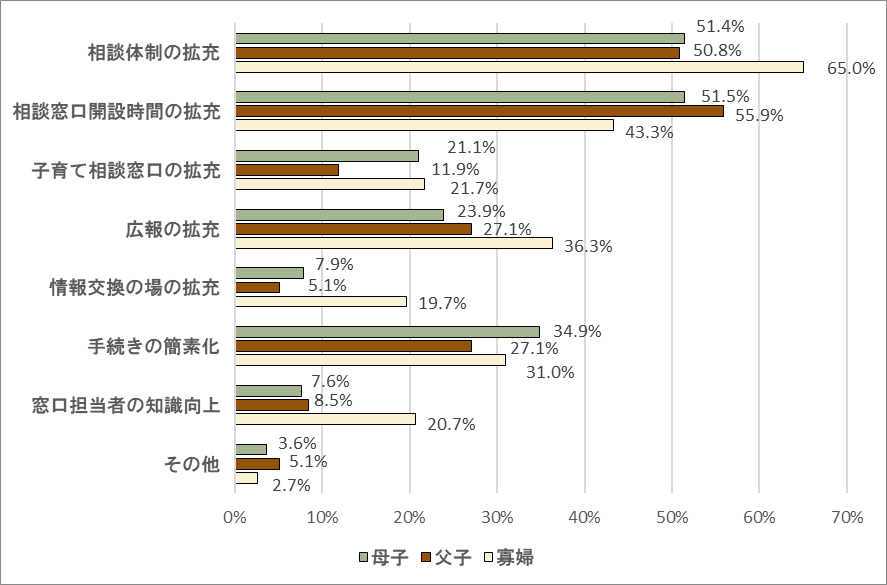 相談体制の拡充
51.4%
50.8%
65.0%
相談窓口開設時間の拡充
51.5%
55.9%
43.3%
子育て相談窓口の拡充
21.1%
11.9%
21.7%
広報の拡充
23.9%
27.1%
36.3%
情報交換の場の拡充
7.9%
5.1%
19.7%
手続きの簡素化
34.9%
27.1%
31.0%
窓口担当者の知識向上
7.6%
8.5%
20.7%
その他
3.6%
5.1%
2.7%
0% 10% 20% 30% 40% 50% 60% 70%
母子 父子 寡婦